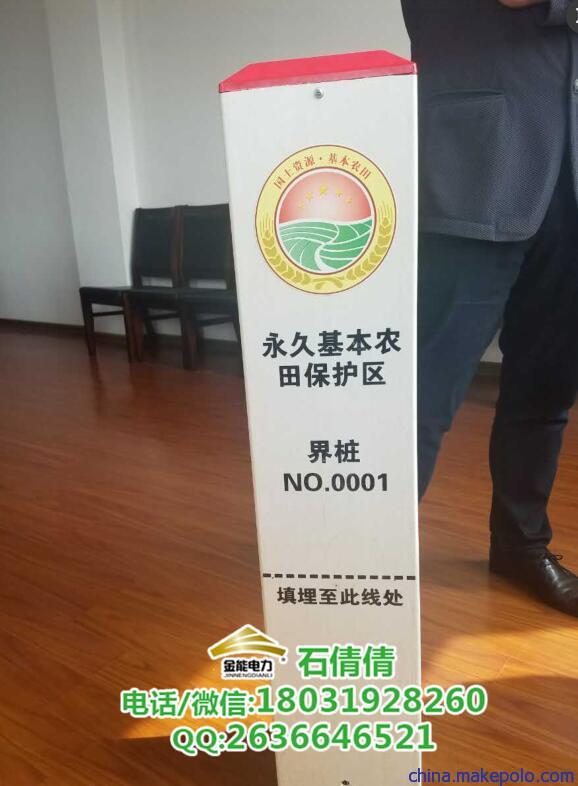 国土资源·基本农田
永久基本农
田保护区
界桩
NO.0001
填埋至此线处
金能电力
JINNENGDIANLI
石倩倩
电话/微信:18031928260
QQ:2636646521
china.makepolo.com